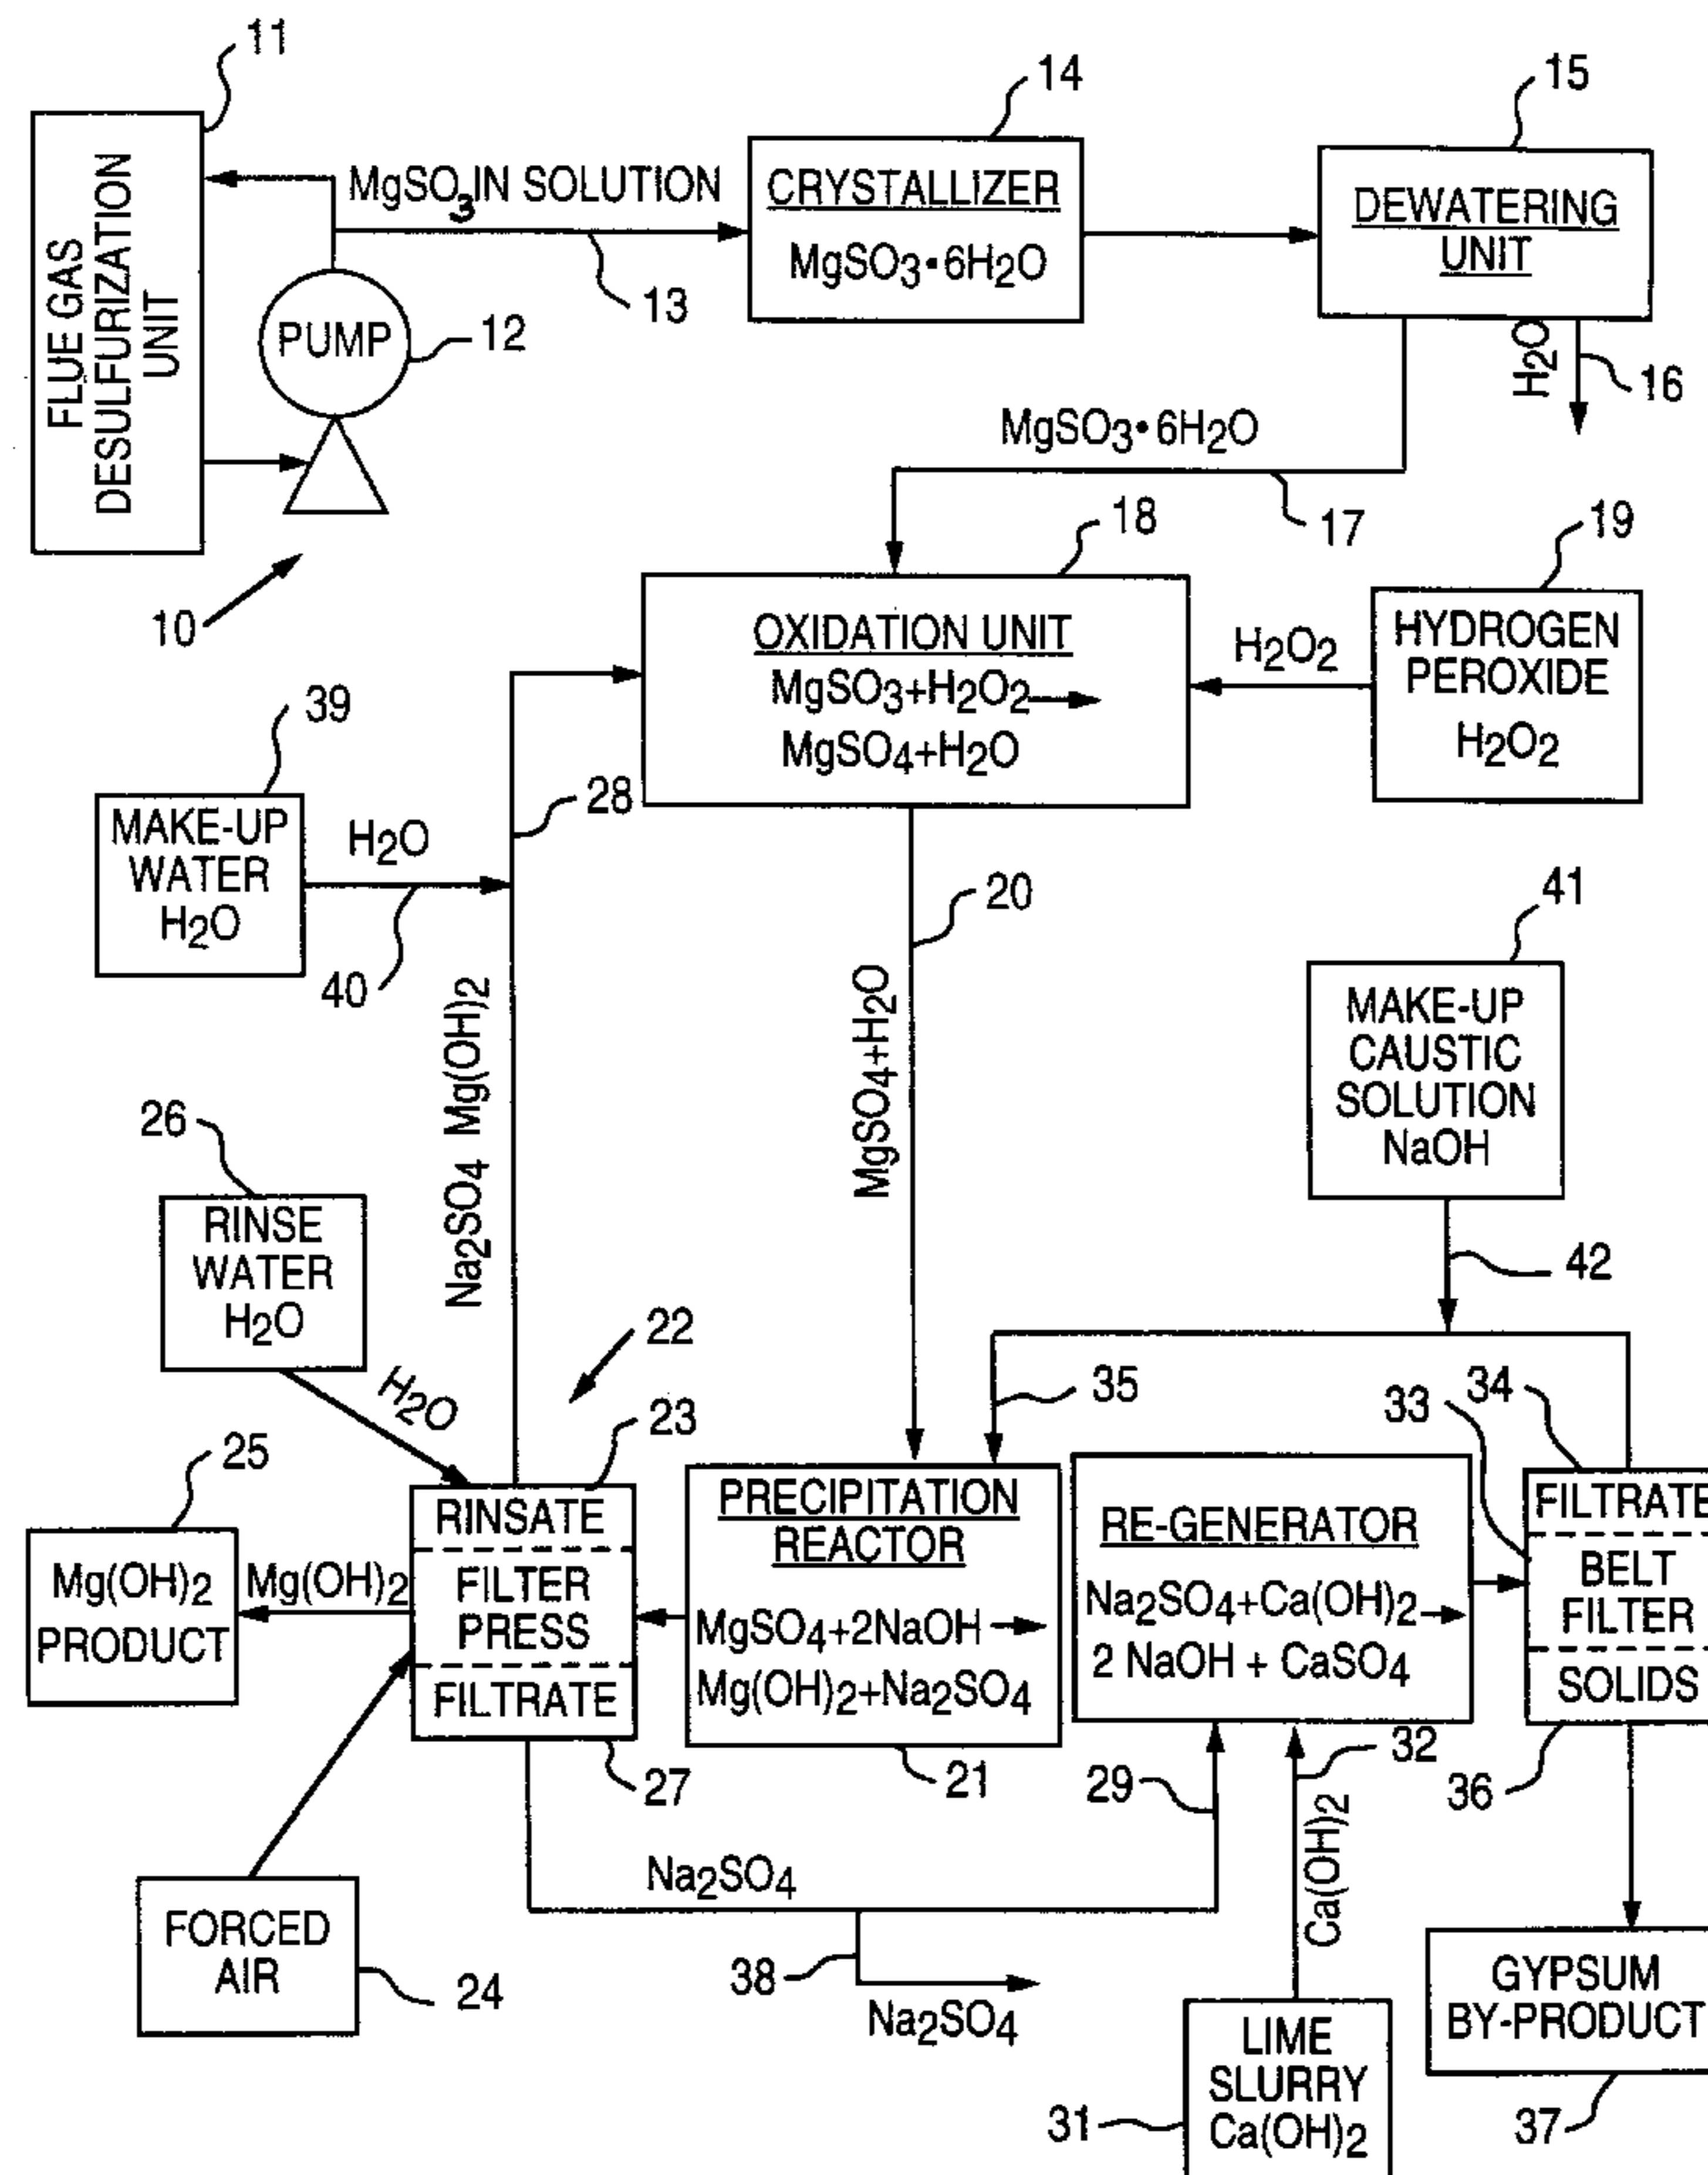 11
FLUE GAS
DESULFURIZATION
UNIT
PUMP
12
10
MgSO3IN SOLUTION
13
14
CRYSTALLIZER
MgSO3•6H2O
15
DEWATERING
UNIT
H2O
16
MgSO3•6H2O
17
18
OXIDATION UNIT
MgSO3+H2O2
MgSO4+H2O
H2O2
19
HYDROGEN
PEROXIDE
H2O2
39
MAKE-UP
WATER
H2O
H2O
40
28
Na2SO4 Mg(OH)2
20
MgSO4+H2O
41
MAKE-UP
CAUSTIC
SOLUTION
NaOH
42
26
RINSE
WATER
H2O
H2O
22
23
RINSATE
FILTER
PRESS
FILTRATE
27
25
Mg(OH)2
PRODUCT
Mg(OH)2
FORCED
AIR
24
35
PRECIPITATION
REACTOR
MgSO4+2NaOH
Mg(OH)2+Na2SO4
21
RE-GENERATOR
Na2SO4+Ca(OH)2
2 NaOH + CaSO4
29
32
33
34
FILTRATE
BELT
FILTER
SOLIDS
36
Na2SO4
38
Na2SO4
Ca(OH)2
31
LIME
SLURRY
Ca(OH)2
GYPSUM
BY-PRODUCT
37